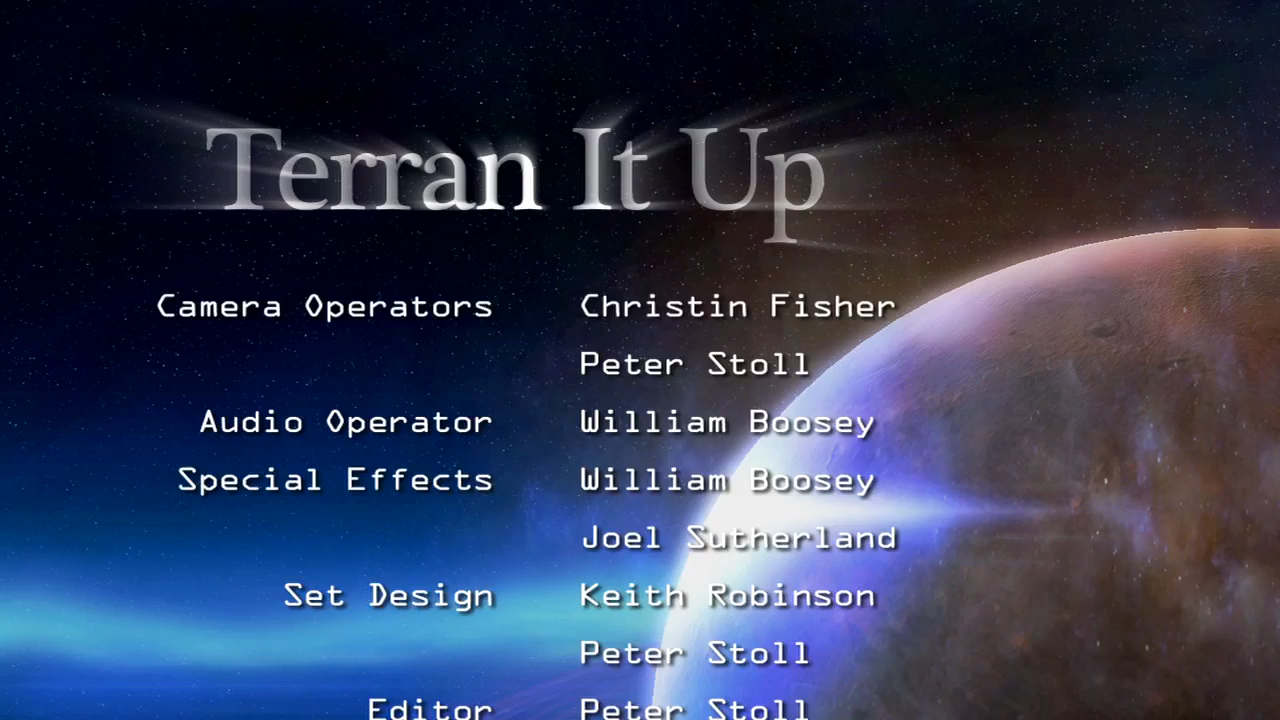 Terran It Up
Camera Operators Christin Fisher
Peter Stoll
Audio Operator William Boosey
Special Effects William Boosey
Joel Sutherland
Set Design Keith Robinson
Peter Stoll
Editor Peter Stoll